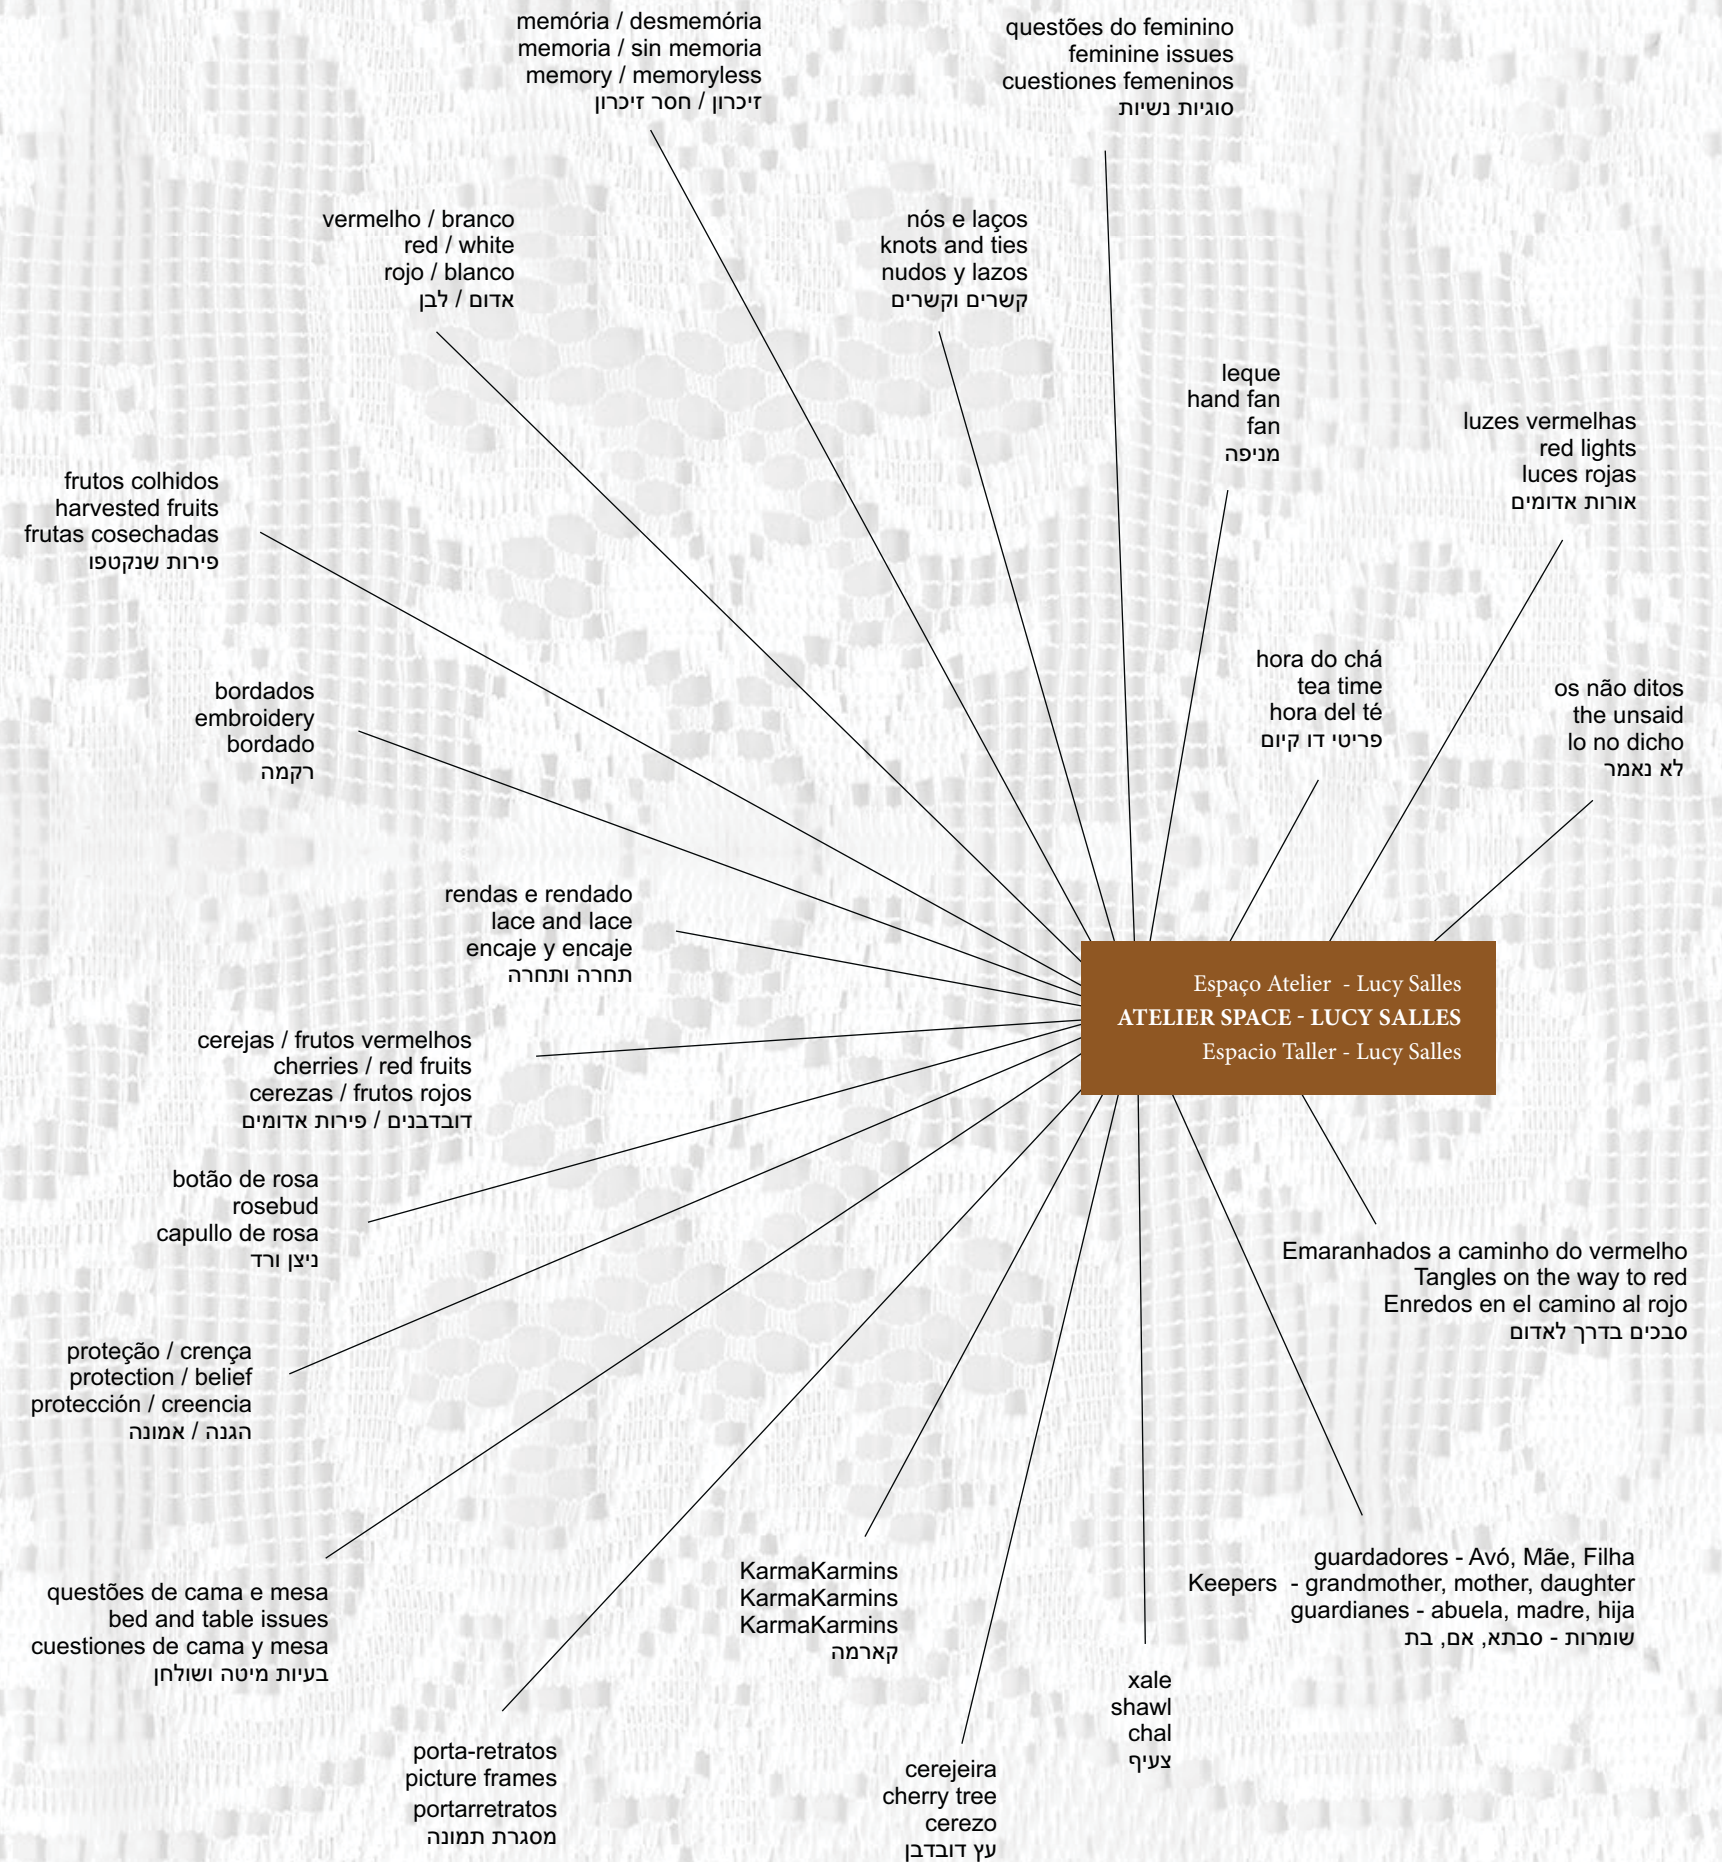 memória / desmemória
memoria / sin memoria
memory / memoryless
זיכרון / חסר זיכרון
questões do feminino
feminine issues
cuestiones femeninos
סוגיות נשיות
vermelho / branco
red / white
rojo / blanco
אדום / לבן
nós e laços
knots and ties
nudos y lazos
קשרים וקשרים
leque
hand fan
fan
מניפה
luzes vermelhas
red lights
luces rojas
אורות אדומים
frutos colhidos
harvested fruits
frutas cosechadas
פירות שנקטפו
hora do chá
tea time
hora del té
פריטי דו קיום
os não ditos
the unsaid
lo no dicho
לא נאמר
bordados
embroidery
bordado
רקמה
rendas e rendado
lace and lace
encaje y encaje
תחרה ותחרה
Espaço Atelier - Lucy Salles
ATELIER SPACE - LUCY SALLES
Espacio Taller - Lucy Salles
cerejas / frutos vermelhos
cherries / red fruits
cerezas / frutos rojos
דובדבנים / פירות אדומים
botão de rosa
rosebud
capullo de rosa
ניצן ורד
Emaranhados a caminho do vermelho
Tangles on the way to red
Enredos en el camino al rojo
סבכים בדרך לאדום
proteção / crença
protection / belief
protección / creencia
הגנה / אמונה
questões de cama e mesa
bed and table issues
cuestiones de cama y mesa
בעיות מיטה ושולחן
KarmaKarmins
KarmaKarmins
KarmaKarmins
קארמה
guardadores - Avó, Mãe, Filha
Keepers - grandmother, mother, daughter
guardianes - abuela, madre, hija
שומרות - סבתא, אם, בת
xale
shawl
chal
צעיף
porta-retratos
picture frames
portarretratos
מסגרת תמונה
cerejeira
cherry tree
cerezo
עץ דובדבן